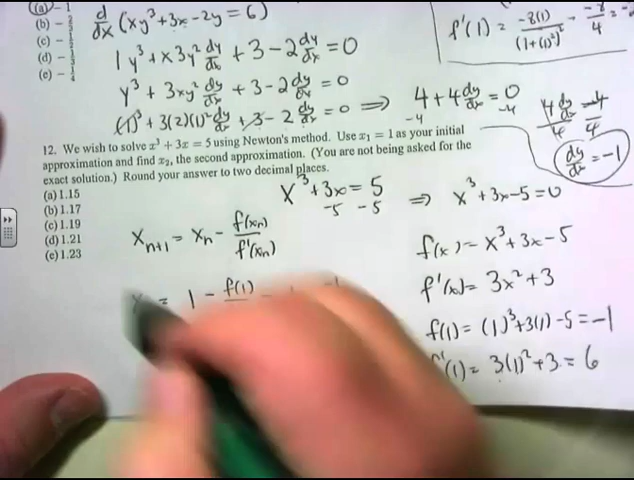 (a) - 1
(b) - 2/3
(c) -
(d) -
(e) - 1/4
d/dx (xy³+3x-2y=6)
1y³+x3y² dy/dx +3-2 dy/dx =0
y³+3xy² dy/dx +3-2 dy/dx =0
(1)³+3(2)(1)² dy/dx +3-2 dy/dx =0 ⇒ 4+4 dy/dx =0
-4 -4
4 dy/dx = -4
4 4
dy/dx = -1
f'(1) = -8(1)/(1+(1)²)² = -8/4 =
12. We wish to solve x³ + 3x = 5 using Newton's method. Use x₁ = 1 as your initial
approximation and find x₂, the second approximation. (You are not being asked for the
exact solution.) Round your answer to two decimal places.
(a) 1.15
(b) 1.17
(c) 1.19
(d) 1.21
(e) 1.23
x³+3x=5 ⇒ x³+3x-5=0
-5 -5
xₙ₊₁ = xₙ - f(xₙ)/f'(xₙ)
f(x)=x³+3x-5
f'(x)= 3x²+3
= 1 - f(1)
f(1)= (1)³+3(1)-5=-1
'(1)= 3(1)²+3=6